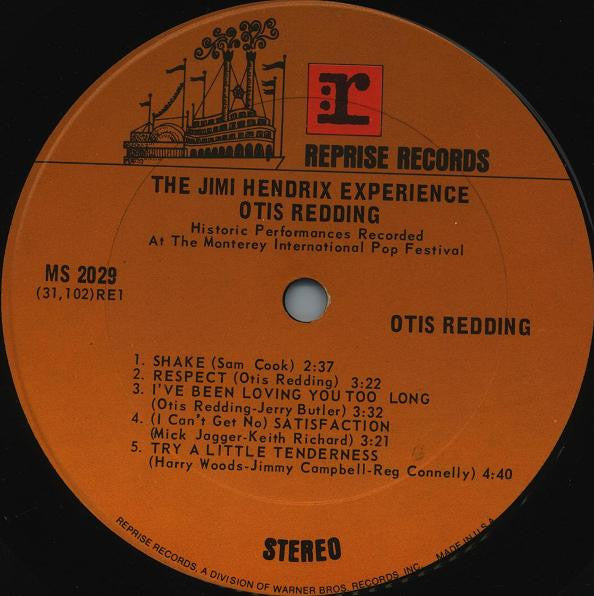 r:
REPRISE RECORDS
THE JIMI HENDRIX EXPERIENCE
OTIS REDDING
Historic Performances Recorded
At The Monterey International Pop Festival
MS 2029
(31,102)RE1
OTIS REDDING
1. SHAKE (Sam Cook) 2:37
2. RESPECT (Otis Redding) 3:22
3. I'VE BEEN LOVING YOU TOO LONG
(Otis Redding-Jerry Butler) 3:32
4. (I Can't Get No) SATISFACTION
(Mick Jagger-Keith Richard) 3:21
5. TRY A LITTLE TENDERNESS
(Harry Woods-Jimmy Campbell-Reg Connelly) 4:40
STEREO
REPRISE RECORDS, A DIVISION OF WARNER BROS. RECORDS, INC. MADE IN U.S.A.